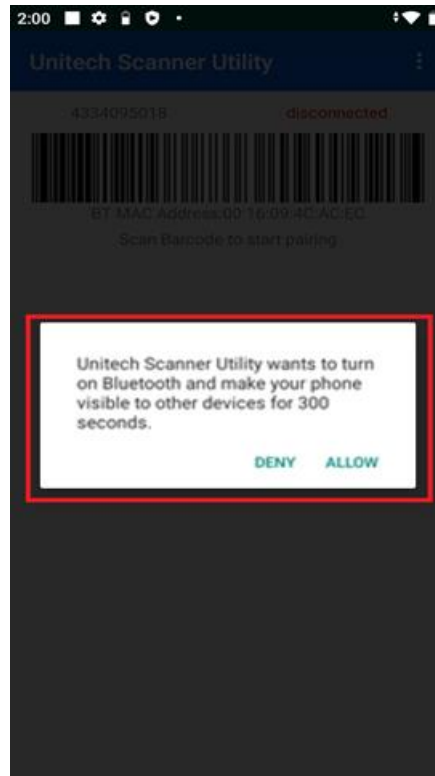 2:00
Unitech Scanner Utility
4334095018 disconnected
BT MAC Address:00:16:09:4C:AC:EC
Scan Barcode to start pairing
Unitech Scanner Utility wants to turn
on Bluetooth and make your phone
visible to other devices for 300
seconds.
DENY ALLOW